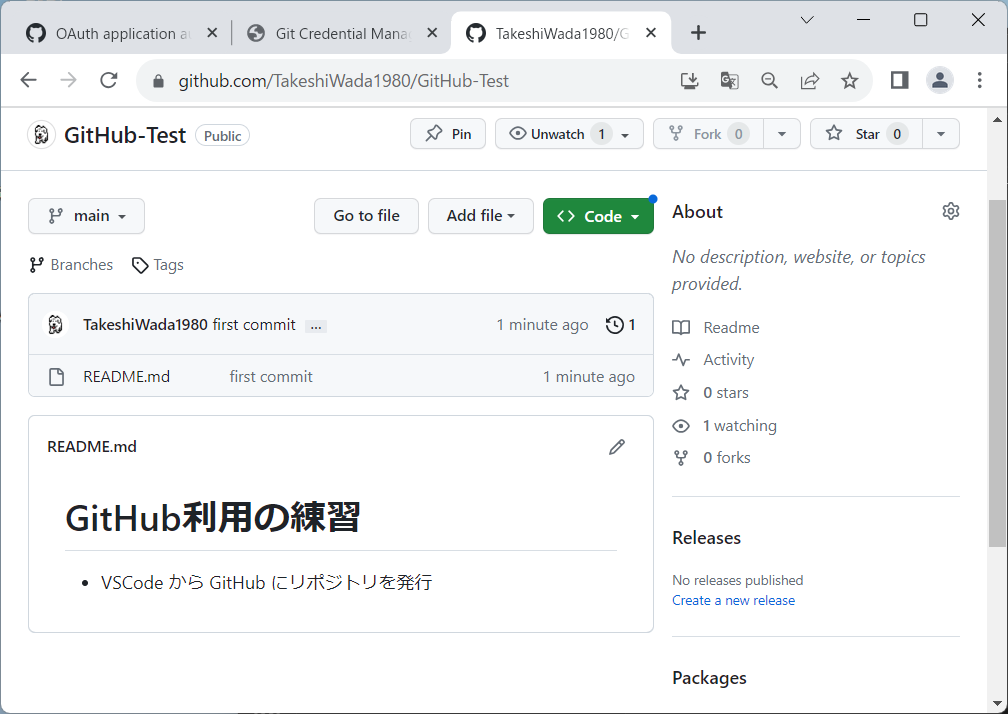 OAuth application a
Git Credential Mana
TakeshiWada1980/G
github.com/TakeshiWada1980/GitHub-Test
GitHub-Test
Public
Pin
Unwatch 1
Fork 0
Star 0
main
Go to file
Add file
Code
Branches
Tags
TakeshiWada1980 first commit ...
1 minute ago
1
README.md
first commit
1 minute ago
README.md
GitHub利用の練習
• VSCode から GitHub にリポジトリを発行
About
No description, website, or topics
provided.
Readme
Activity
0 stars
1 watching
0 forks
Releases
No releases published
Create a new release
Packages